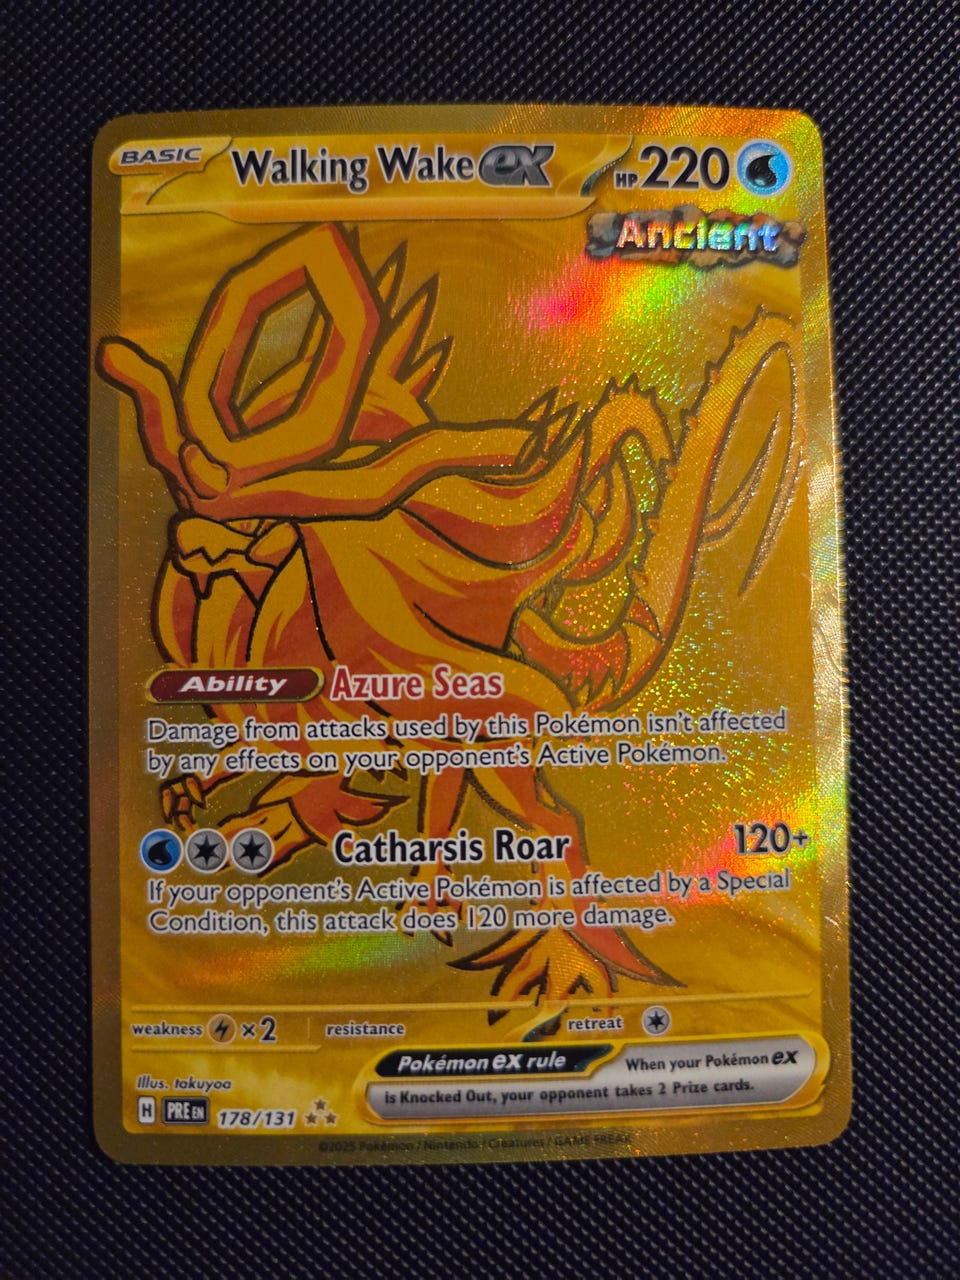 BASIC Walking Wake ex HP 220
Ancient
Ability Azure Seas
Damage from attacks used by this Pokémon isn't affected
by any effects on your opponent's Active Pokémon.
Catharsis Roar 120+
If your opponent's Active Pokémon is affected by a Special
Condition, this attack does 120 more damage.
weakness ×2 resistance retreat
Pokémon ex rule When your Pokémon ex
is Knocked Out, your opponent takes 2 Prize cards.
Illus. takuyoa
H PRE EN 178/131
©2025 Pokémon / Nintendo / Creatures / GAME FREAK